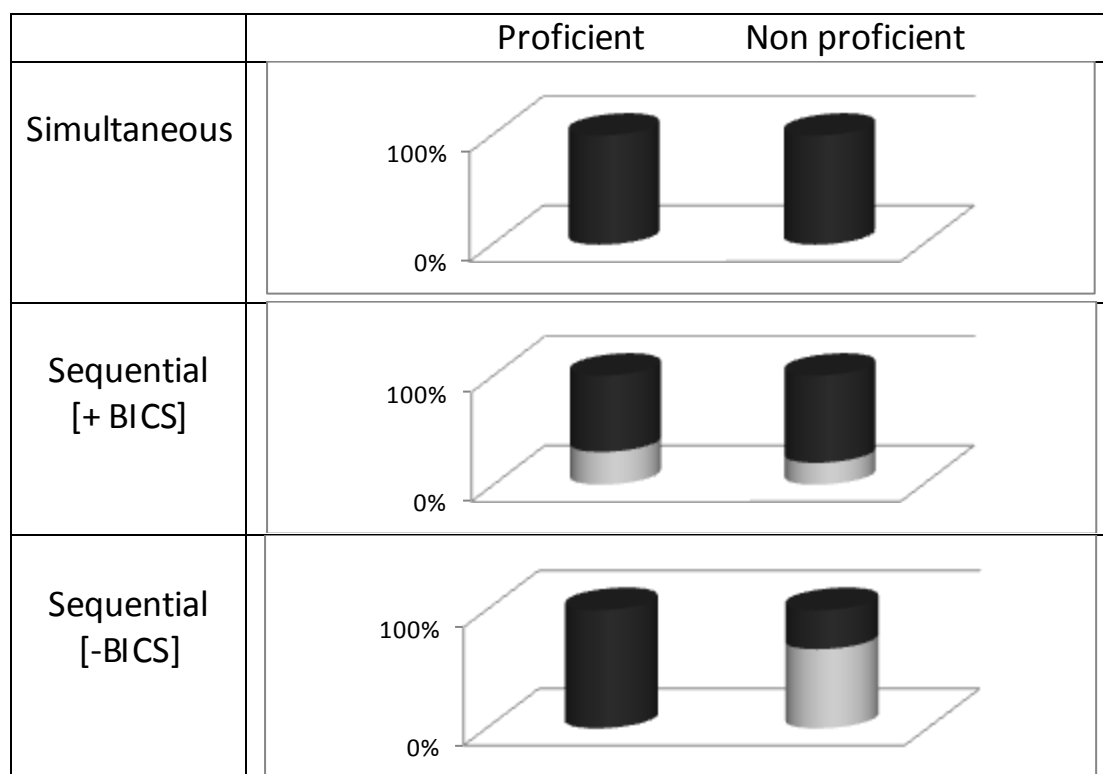 Proficient Non proficient
Simultaneous
100%
0%
Sequential
[+ BICS]
100%
0%
Sequential
[-BICS]
100%
0%